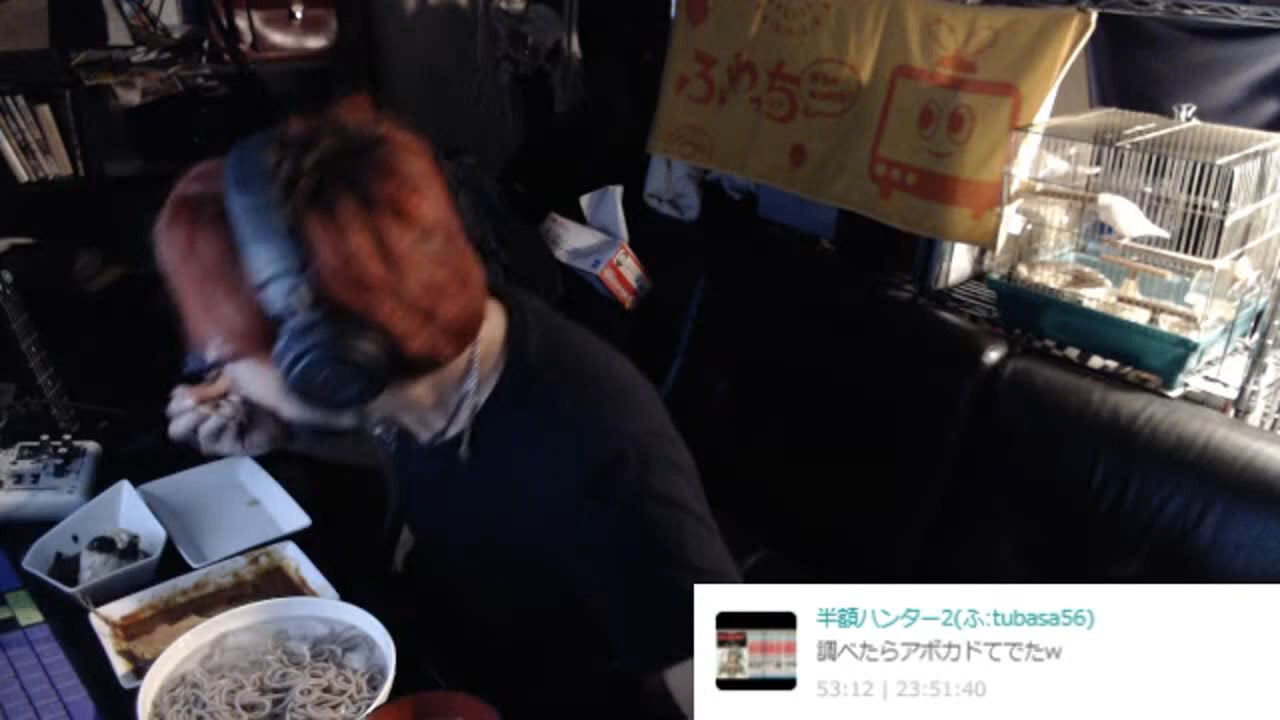 ふわっち
半額ハンター2(ふ:tubasa56)
調べたらアボカドてでたw
53:12 | 23:51:40